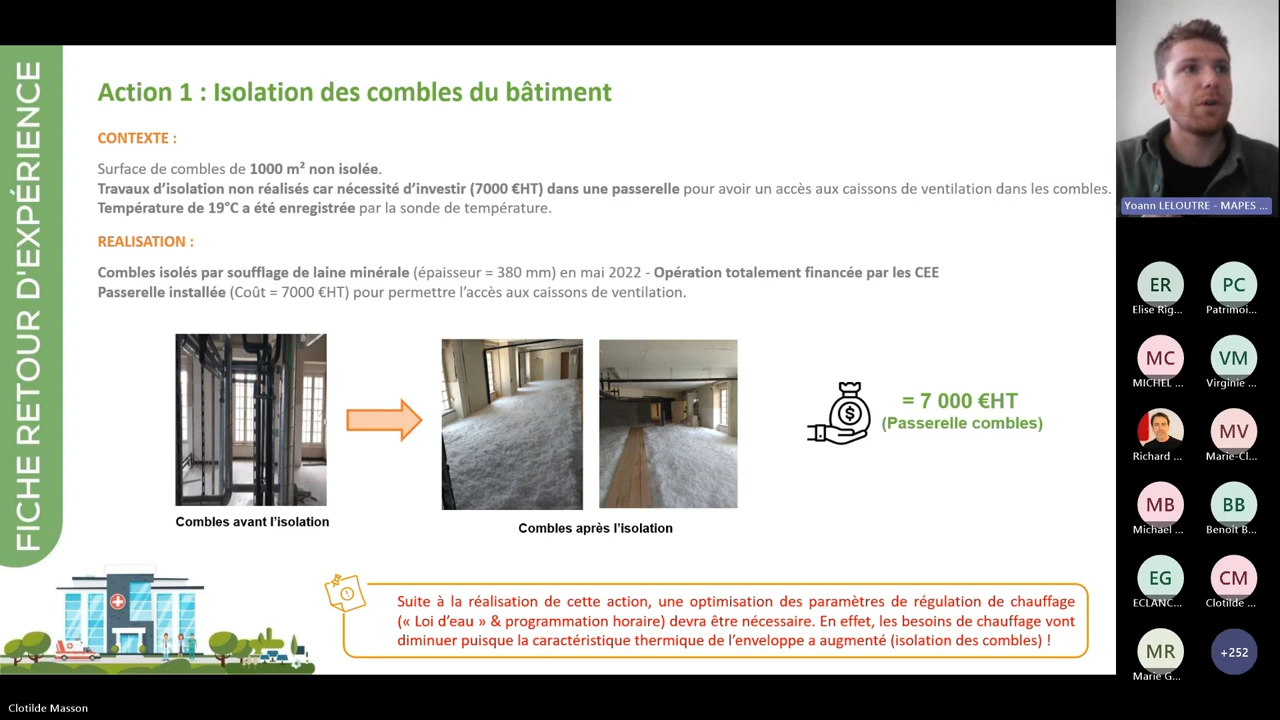 FICHE RETOUR D'EXPÉRIENCE
Action 1 : Isolation des combles du bâtiment
CONTEXTE :
Surface de combles de 1000 m² non isolée.
Travaux d'isolation non réalisés car nécessité d'investir (7000 €HT) dans une passerelle pour avoir un accès aux caissons de ventilation dans les combles.
Température de 19°C a été enregistrée par la sonde de température.
REALISATION :
Combles isolés par soufflage de laine minérale (épaisseur = 380 mm) en mai 2022 - Opération totalement financée par les CEE
Passerelle installée (Coût = 7000 €HT) pour permettre l'accès aux caissons de ventilation.
= 7 000 €HT
(Passerelle combles)
Combles avant l'isolation
Combles après l'isolation
Suite à la réalisation de cette action, une optimisation des paramètres de régulation de chauffage
(« Loi d'eau » & programmation horaire) devra être nécessaire. En effet, les besoins de chauffage vont
diminuer puisque la caractéristique thermique de l'enveloppe a augmenté (isolation des combles) !
Yoann LELOUTRE - MAPES ...
ER
PC
Elise Rig...
Patrimoi...
MC
VM
MICHEL ...
Virginie ...
MV
Richard ...
Marie-Cl...
MB
BB
Michael ...
Benoît B...
EG
CM
ECLANC...
Clotilde ...
MR
+252
Marie G...
Clotilde Masson